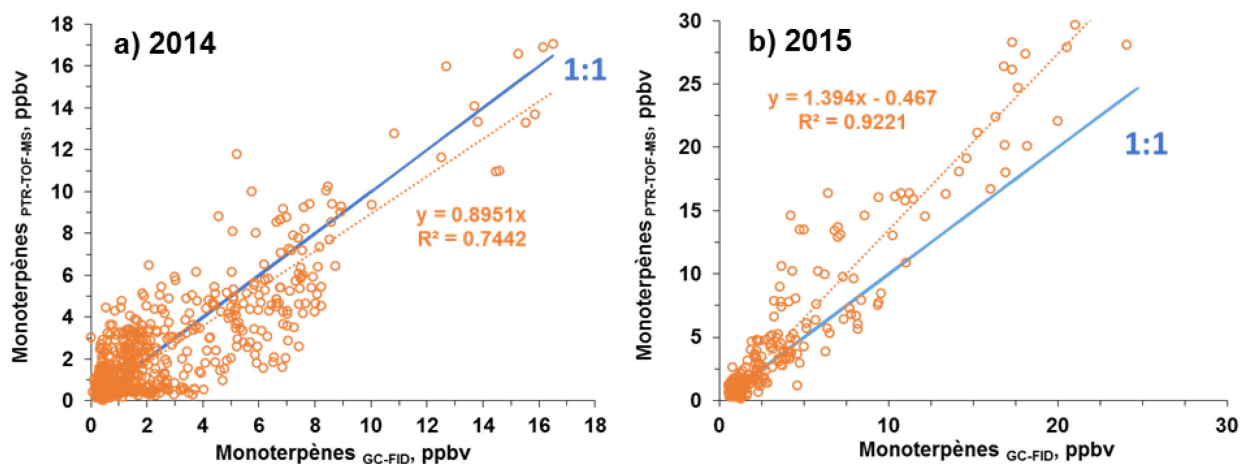 a) 2014
Monoterpènes PTR-TOF-MS, ppbv
18
16
14
12
10
8
6
4
2
0
1:1
y = 0.8951x
R² = 0.7442
0 2 4 6 8 10 12 14 16 18
Monoterpènes GC-FID, ppbv
b) 2015
Monoterpènes PTR-TOF-MS, ppbv
30
25
20
15
10
5
0
y = 1.394x - 0.467
R² = 0.9221
1:1
0 10 20 30
Monoterpènes GC-FID, ppbv